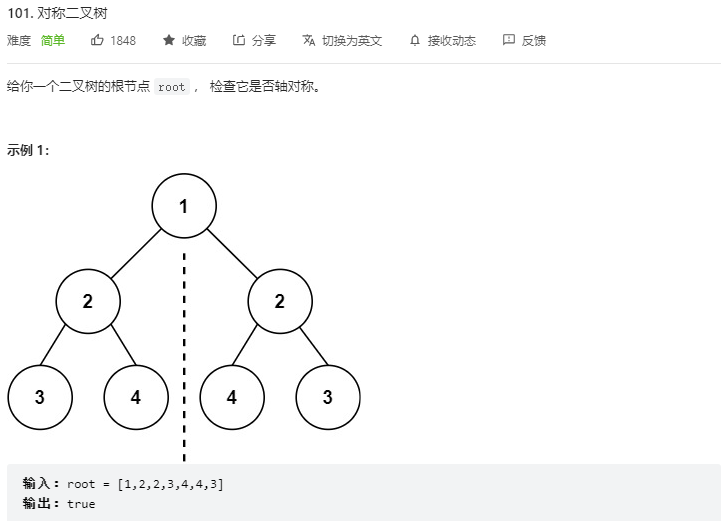 101. 对称二叉树
难度 简单 1848 收藏 分享 切换为英文 接收动态 反馈
给你一个二叉树的根节点 root ， 检查它是否轴对称。
示例 1：
1
2 2
3 4 4 3
输入：root = [1,2,2,3,4,4,3]
输出：true